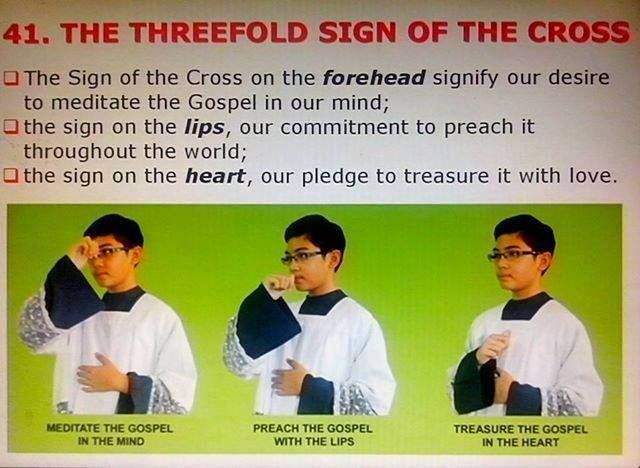 41. THE THREEFOLD SIGN OF THE CROSS
The Sign of the Cross on the forehead signify our desire
to meditate the Gospel in our mind;
the sign on the lips, our commitment to preach it
throughout the world;
the sign on the heart, our pledge to treasure it with love.
MEDITATE THE GOSPEL
IN THE MIND
PREACH THE GOSPEL
WITH THE LIPS
TREASURE THE GOSPEL
IN THE HEART